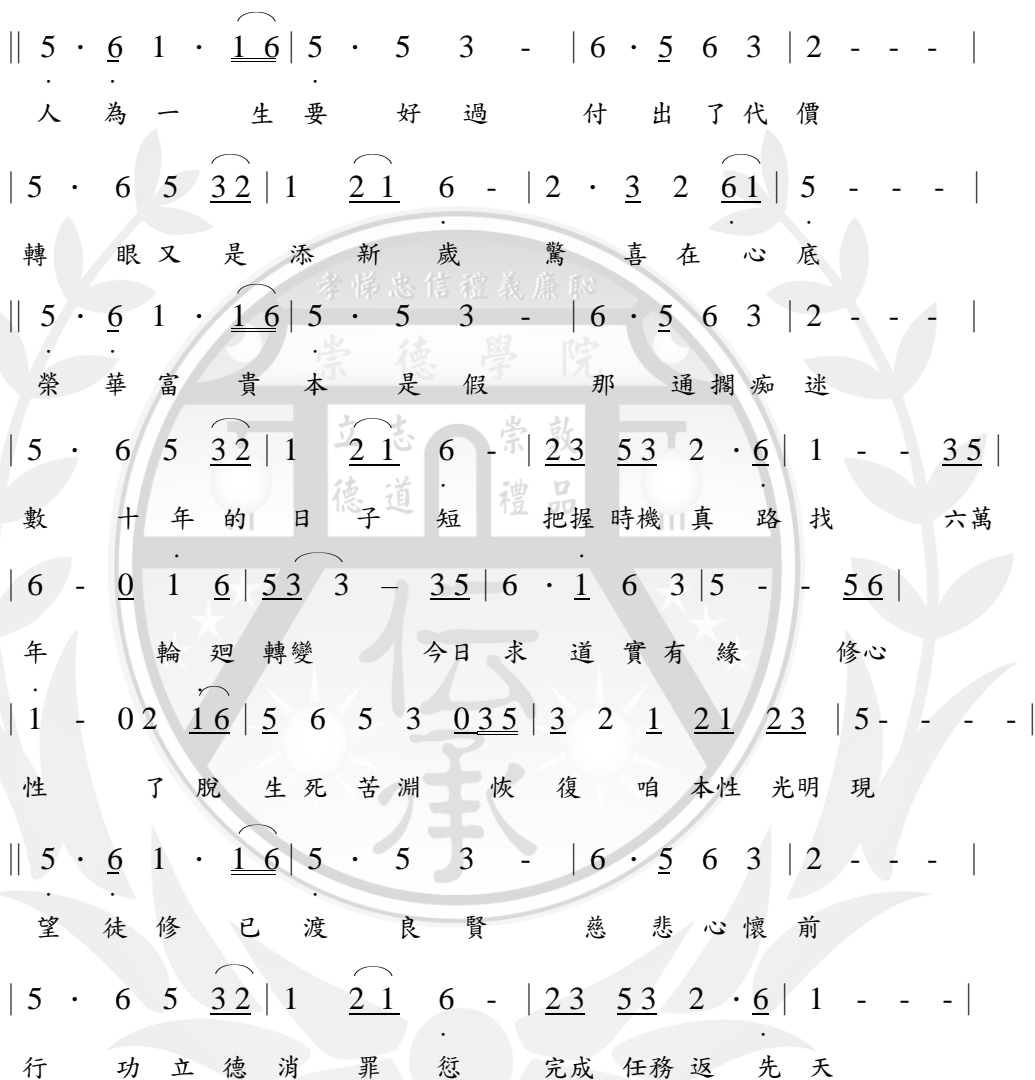 || 5 · 6 1 · 1 6 | 5 · 5 3 - | 6 · 5 6 3 | 2 - - - |
人 為 一 生 要 好 過 付 出 了 代 價
| 5 · 6 5 3 2 | 1 2 1 6 - | 2 · 3 2 6 1 | 5 - - - |
轉 眼 又 是 添 新 歲 驚 喜 在 心 底
孝悌忠信禮義廉恥
|| 5 · 6 1 · 1 6 | 5 · 5 3 - | 6 · 5 6 3 | 2 - - - |
崇德學院
榮 華 富 貴 本 是 假 那 通 擱 痴 迷
立志 崇敦
| 5 · 6 5 3 2 | 1 2 1 6 - | 2 3 5 3 2 · 6 | 1 - - 3 5 |
德道 禮品
數 十 年 的 日 子 短 把握 時機 真 路 找 六萬
| 6 - 0 1 6 | 5 3 3 – 3 5 | 6 · 1 6 3 | 5 - - 5 6 |
年 輪 廻 轉變 今日 求 道 實 有 緣 修心
伝
| 1 - 0 2 1 6 | 5 6 5 3 0 3 5 | 3 2 1 2 1 2 3 | 5 - - - - |
性 了 脫 生 死 苦 淵 恢 復 咱 本性 光明 現
承
|| 5 · 6 1 · 1 6 | 5 · 5 3 - | 6 · 5 6 3 | 2 - - - |
望 徒 修 已 渡 良 賢 慈 悲 心 懷 前
| 5 · 6 5 3 2 | 1 2 1 6 - | 2 3 5 3 2 · 6 | 1 - - - |
行 功 立 德 消 罪 愆 完成 任務 返 先 天